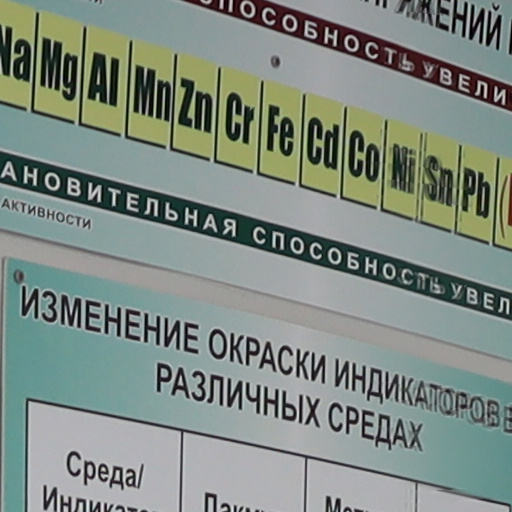 СПОСОБНОСТЬ УВЕЛИ
Na Mg Al Mn Zn Cr Fe Cd Co Ni Sn Pb (
АНОВИТЕЛЬНАЯ СПОСОБНОСТЬ УВЕЛ
АКТИВНОСТИ
ИЗМЕНЕНИЕ ОКРАСКИ ИНДИКАТОРОВ В
РАЗЛИЧНЫХ СРЕДАХ
Среда/